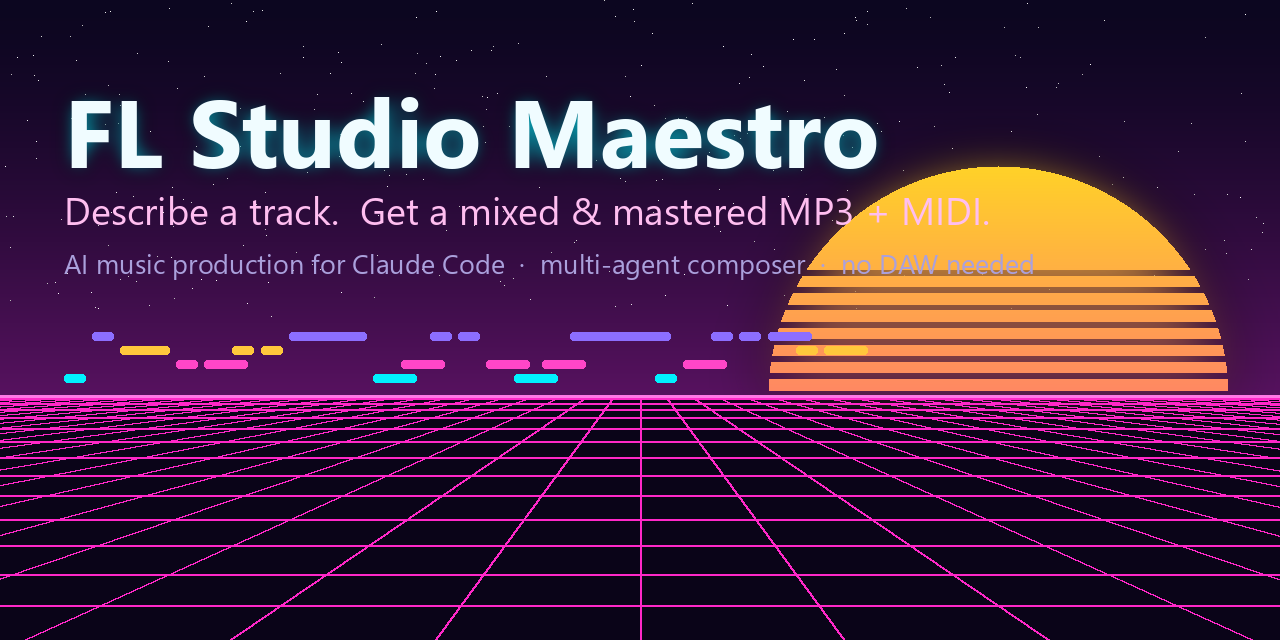 FL Studio Maestro
Describe a track.  Get a mixed & mastered MP3 + MIDI.
AI music production for Claude Code  ·  multi-agent composer  ·  no DAW needed